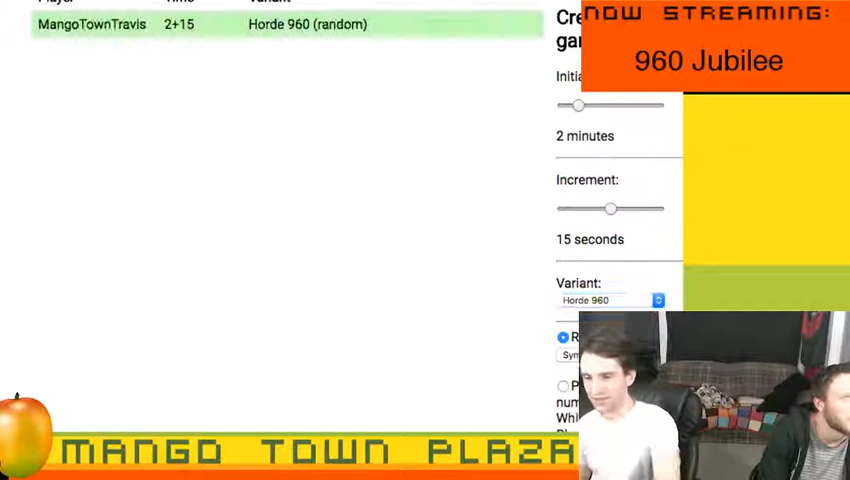 MangoTownTravis 2+15 Horde 960 (random)
NOW STREAMING:
960 Jubilee
2 minutes
Increment:
15 seconds
Variant:
Horde 960
MANGO TOWN PLAZA